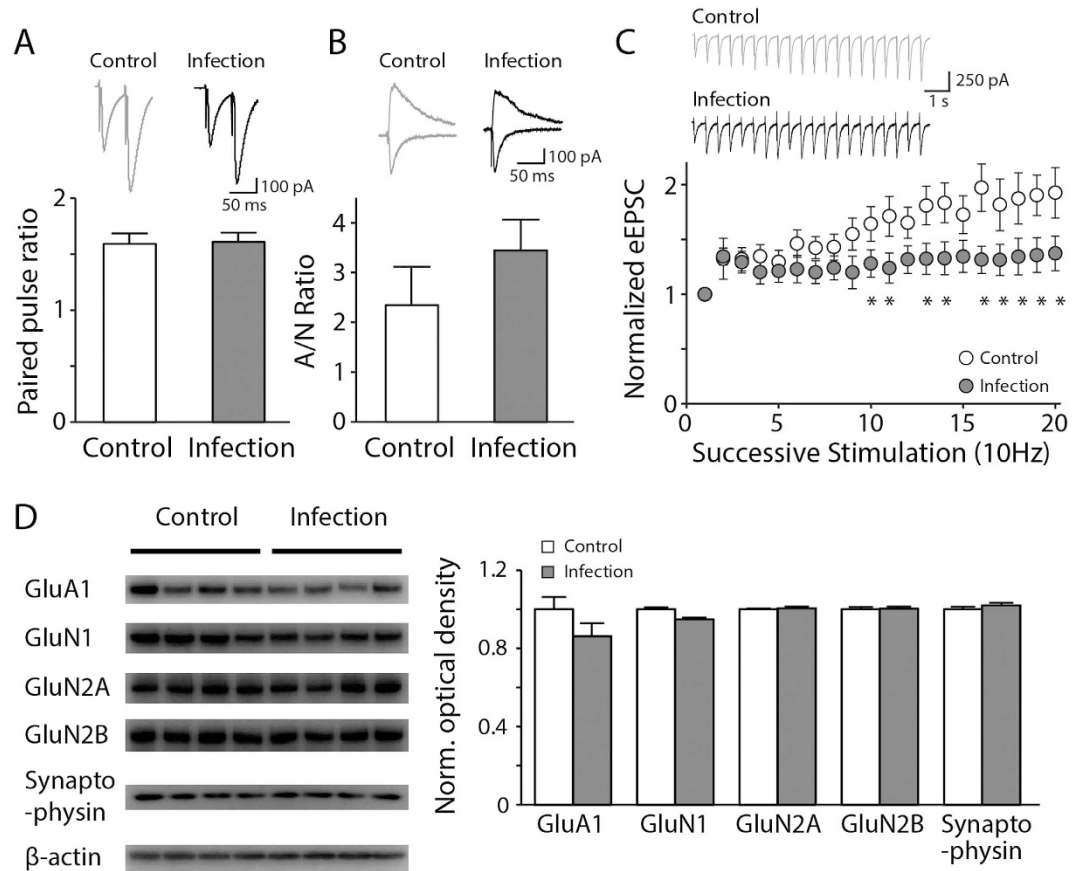 A
Control
Infection
100 pA
50 ms
Paired pulse ratio
2
1
0
Control
Infection
B
Control
Infection
100 pA
50 ms
A/N Ratio
5
4
3
2
1
0
Control
Infection
C
Control
250 pA
1 s
Infection
Normalized eEPSC
2
1
0
Control
Infection
* * * * * * * * *
0 5 10 15 20
Successive Stimulation (10Hz)
D
Control
Infection
GluA1
GluN1
GluN2A
GluN2B
Synapto
-physin
β-actin
Control
Infection
Norm. optical density
1.2
0.8
0.4
0
GluA1
GluN1
GluN2A
GluN2B
Synapto
-physin